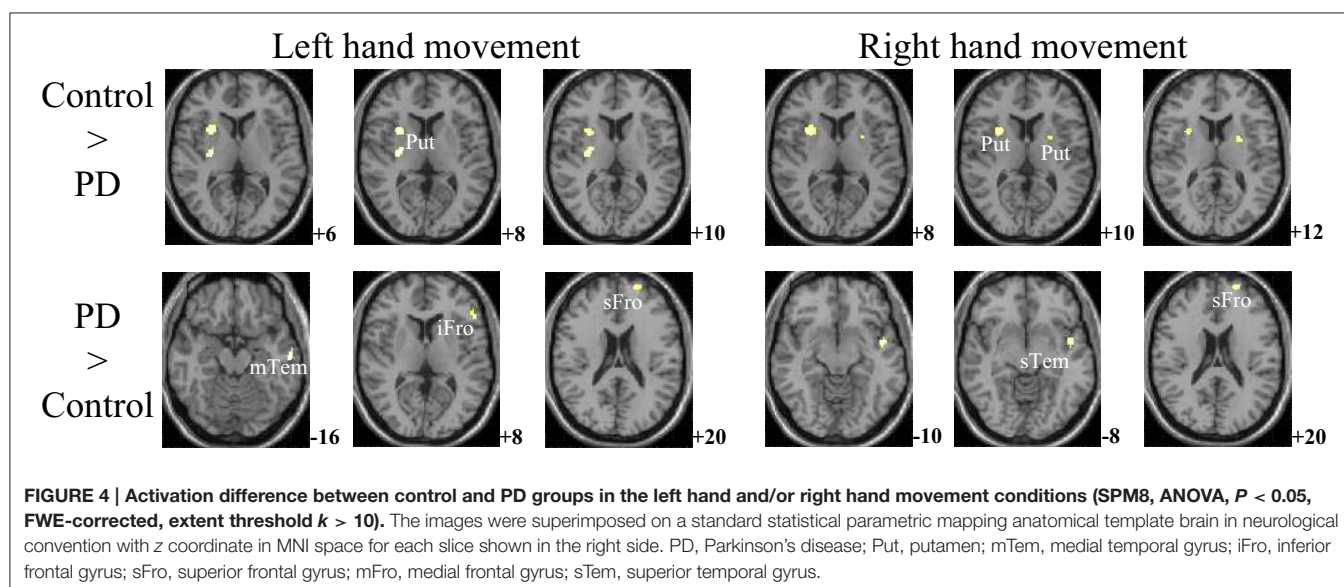 Left hand movement Right hand movement
Control
>
PD
Put
Put
Put
+6 +8 +10 +8 +10 +12
PD
>
Control
mTem
iFro
sFro
sTem
sFro
-16 +8 +20 -10 -8 +20
FIGURE 4 | Activation difference between control and PD groups in the left hand and/or right hand movement conditions (SPM8, ANOVA, P < 0.05,
FWE-corrected, extent threshold k > 10). The images were superimposed on a standard statistical parametric mapping anatomical template brain in neurological
convention with z coordinate in MNI space for each slice shown in the right side. PD, Parkinson's disease; Put, putamen; mTem, medial temporal gyrus; iFro, inferior
frontal gyrus; sFro, superior frontal gyrus; mFro, medial frontal gyrus; sTem, superior temporal gyrus.